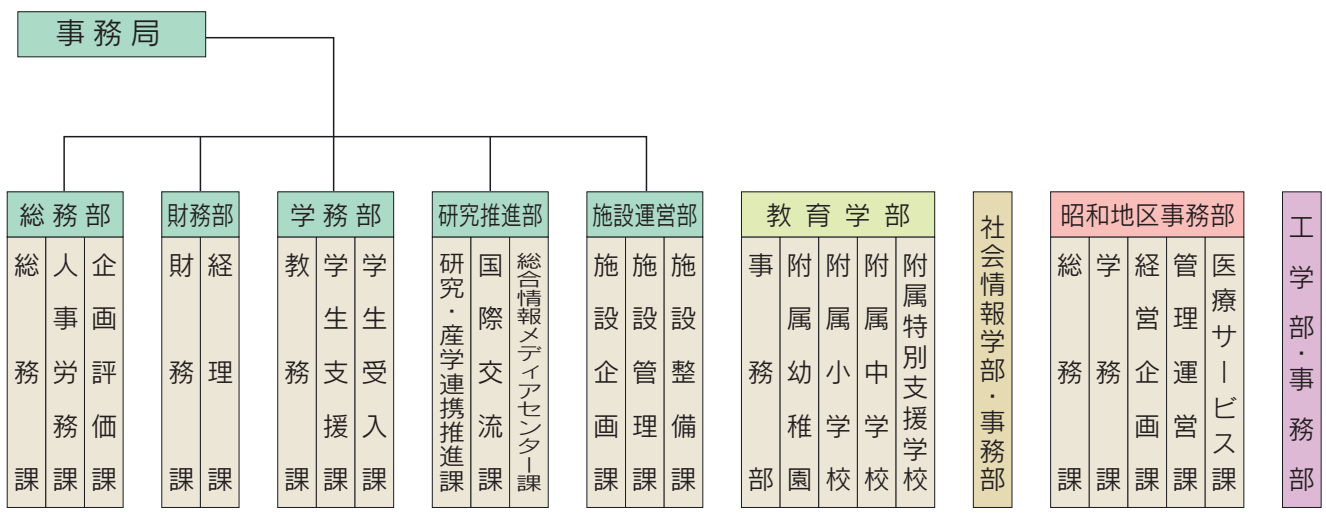 事務局
総務部
総務課
人事労務課
企画評価課
財務部
財務課
経理課
学務部
教務課
学生支援課
学生受入課
研究推進部
研究・産学連携推進課
国際交流課
総合情報メディアセンター課
施設運営部
施設企画課
施設管理課
施設整備課
教育学部
事務部
附属幼稚園
附属小学校
附属中学校
附属特別支援学校
社会情報学部・事務部
昭和地区事務部
総務課
学務課
経営企画課
管理運営課
医療サービス課
工学部・事務部